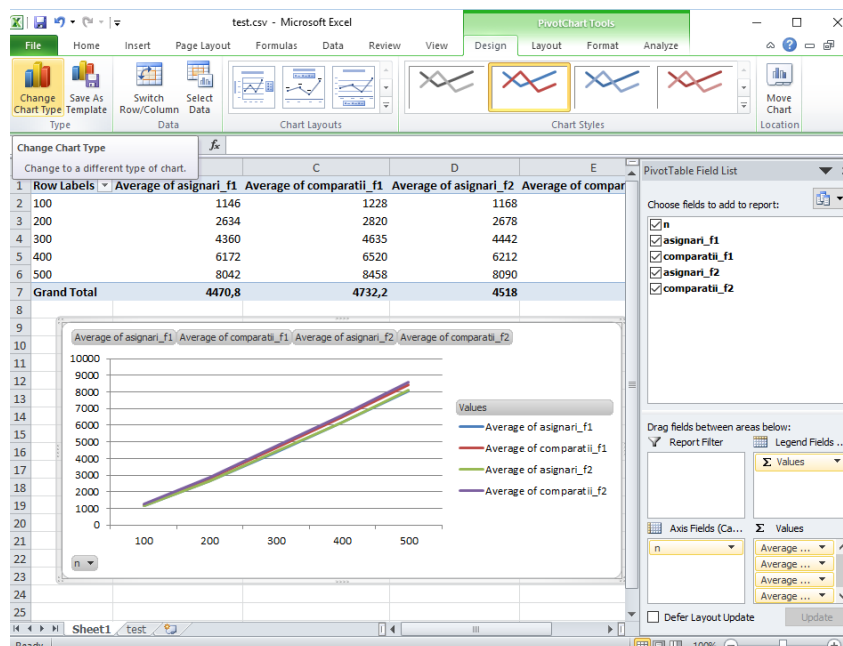 test.csv - Microsoft Excel
PivotChart Tools
File Home Insert Page Layout Formulas Data Review View Design Layout Format Analyze
Change Chart Type
Save As Template
Switch Row/Column
Select Data
Move Chart
Type Data Chart Layouts Chart Styles Location
fx
Change Chart Type
Change to a different type of chart.
C D E
1 Row Labels Average of asignari_f1 Average of comparatii_f1 Average of asignari_f2 Average of compar
2 100 1146 1228 1168
3 200 2634 2820 2678
4 300 4360 4635 4442
5 400 6172 6520 6212
6 500 8042 8458 8090
7 Grand Total 4470,8 4732,2 4518
8
9
10
11
12
13
14
15
16
17
18
19
20
21
22
23
24
25
Average of asignari_f1 Average of comparatii_f1 Average of asignari_f2 Average of comparatii_f2
10000
9000
8000
7000
6000
5000
4000
3000
2000
1000
0
100 200 300 400 500
n
Values
Average of asignari_f1
Average of comparatii_f1
Average of asignari_f2
Average of comparatii_f2
PivotTable Field List
Choose fields to add to report:
n
asignari_f1
comparatii_f1
asignari_f2
comparatii_f2
Drag fields between areas below:
Report Filter
Legend Fields ...
Σ Values
Axis Fields (Ca...
Σ Values
n
Average ...
Average ...
Average ...
Average ...
Defer Layout Update
Update
Sheet1 test
Ready
100%